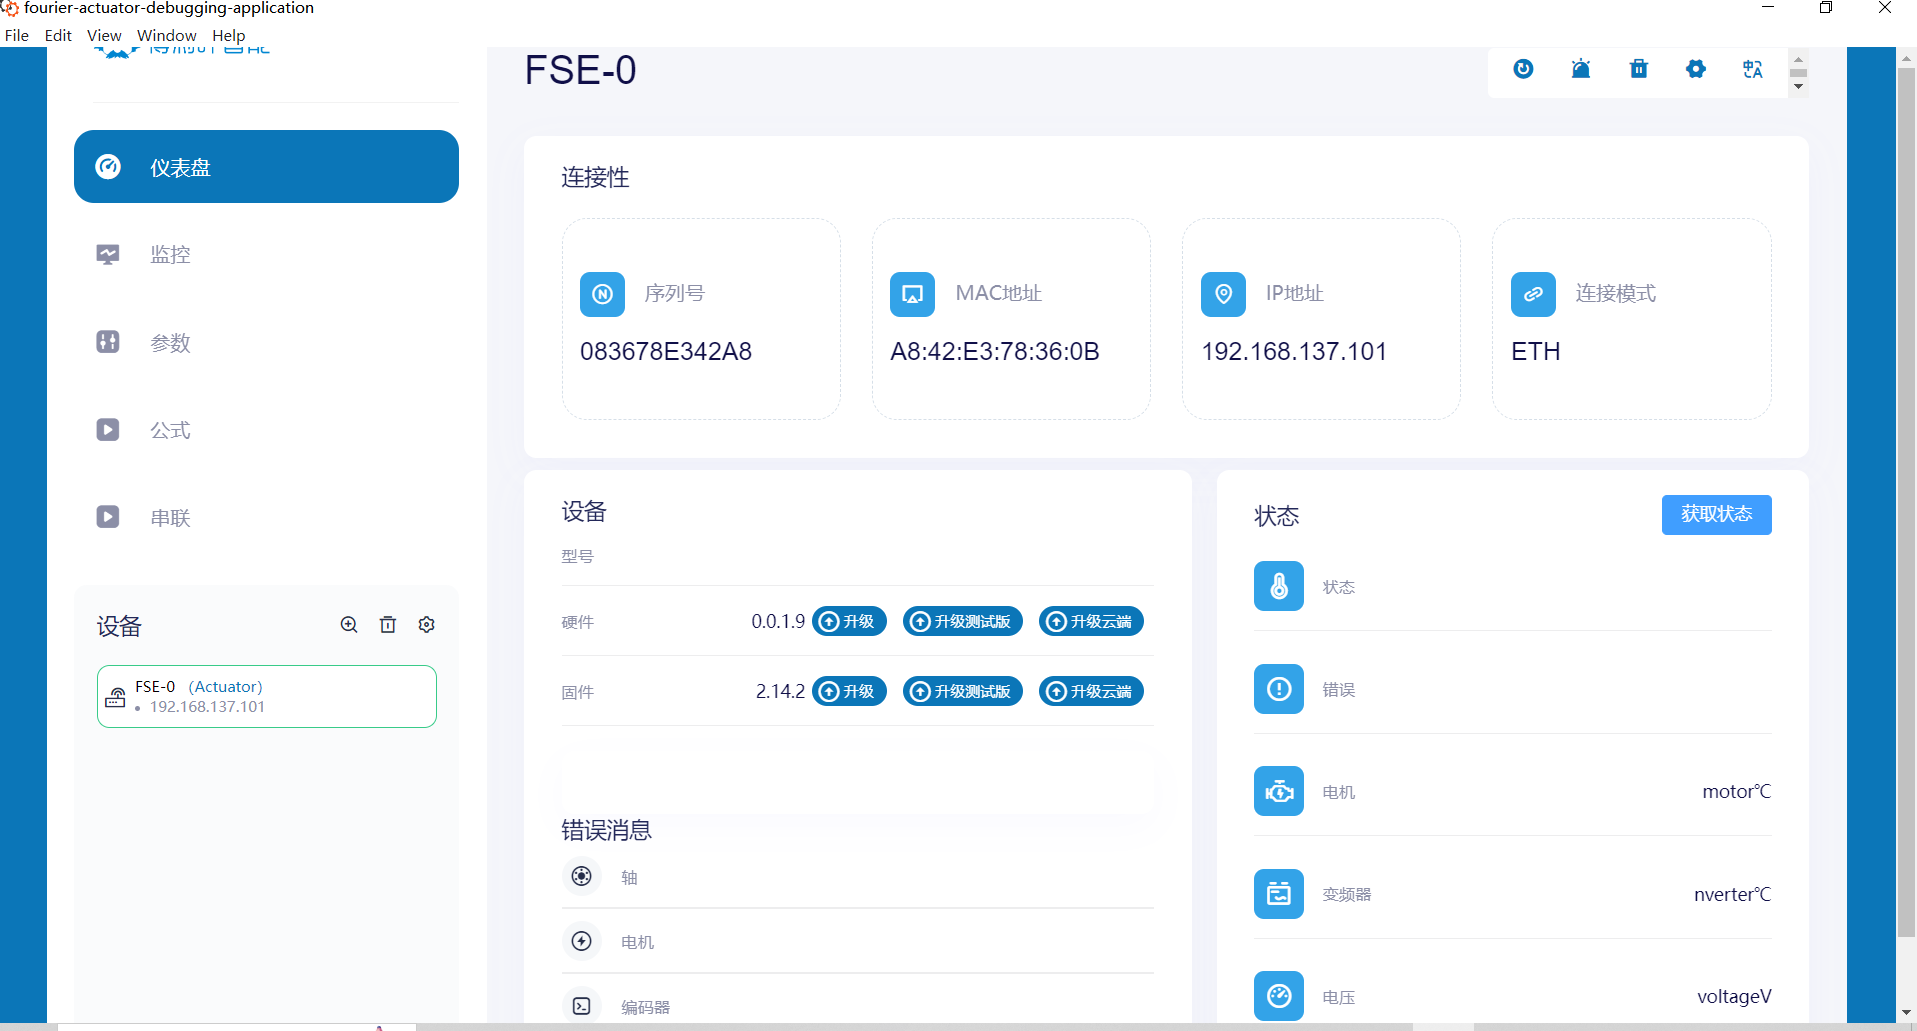 fourier-actuator-debugging-application
File Edit View Window Help
FSE-0
仪表盘
监控
参数
公式
串联
设备
FSE-0 (Actuator)
192.168.137.101
连接性
序列号
083678E342A8
MAC地址
A8:42:E3:78:36:0B
IP地址
192.168.137.101
连接模式
ETH
设备
型号
硬件 0.0.1.9 升级 升级测试版 升级云端
固件 2.14.2 升级 升级测试版 升级云端
错误消息
轴
电机
编码器
状态 获取状态
状态
错误
电机 motor℃
变频器 nverter℃
电压 voltageV